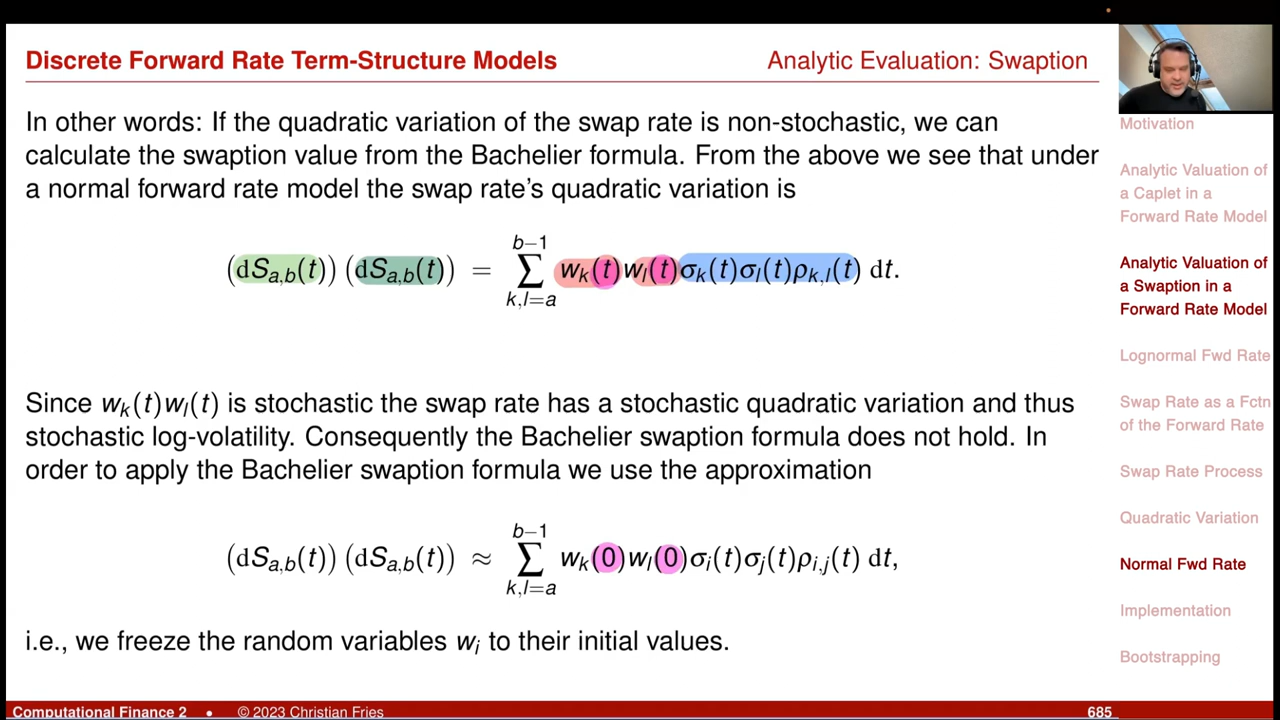 Discrete Forward Rate Term-Structure Models
Analytic Evaluation: Swaption
In other words: If the quadratic variation of the swap rate is non-stochastic, we can
calculate the swaption value from the Bachelier formula. From the above we see that under
a normal forward rate model the swap rate's quadratic variation is
(dS_{a,b}(t)) (dS_{a,b}(t)) = ∑_{k,l=a}^{b−1} w_k(t)w_l(t)σ_k(t)σ_l(t)ρ_{k,l}(t) dt.
Since w_k(t)w_l(t) is stochastic the swap rate has a stochastic quadratic variation and thus
stochastic log-volatility. Consequently the Bachelier swaption formula does not hold. In
order to apply the Bachelier swaption formula we use the approximation
(dS_{a,b}(t)) (dS_{a,b}(t)) ≈ ∑_{k,l=a}^{b−1} w_k(0)w_l(0)σ_i(t)σ_j(t)ρ_{i,j}(t) dt,
i.e., we freeze the random variables w_i to their initial values.
Motivation
Analytic Valuation of
a Caplet in a
Forward Rate Model
Analytic Valuation of
a Swaption in a
Forward Rate Model
Lognormal Fwd Rate
Swap Rate as a Fctn
of the Forward Rate
Swap Rate Process
Quadratic Variation
Normal Fwd Rate
Implementation
Bootstrapping
Computational Finance 2 • © 2023 Christian Fries
685